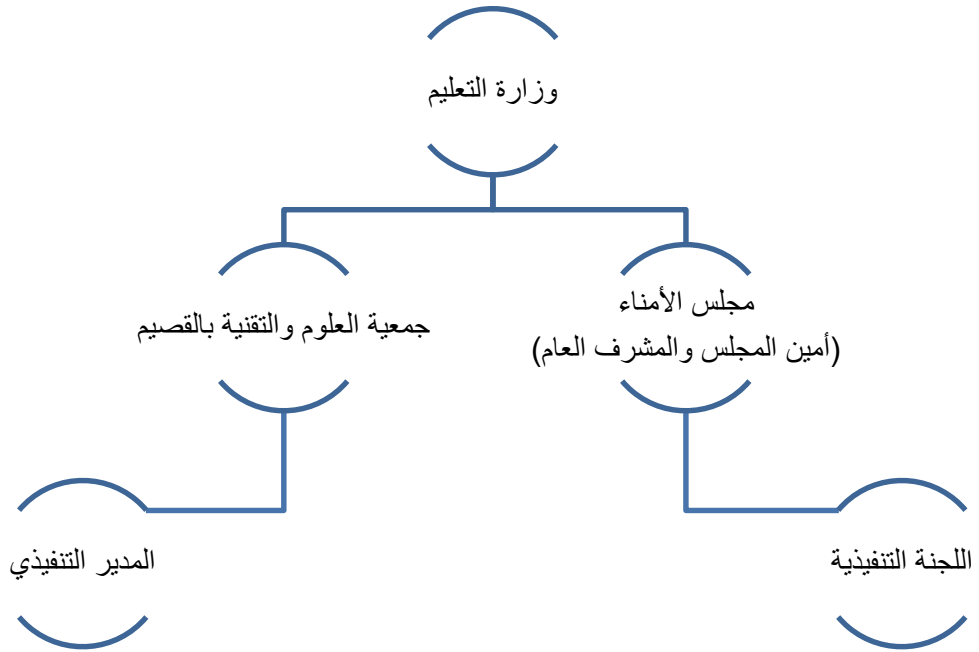 وزارة التعليم
مجلس الأمناء
(أمين المجلس والمشرف العام)
جمعية العلوم والتقنية بالقصيم
اللجنة التنفيذية
المدير التنفيذي